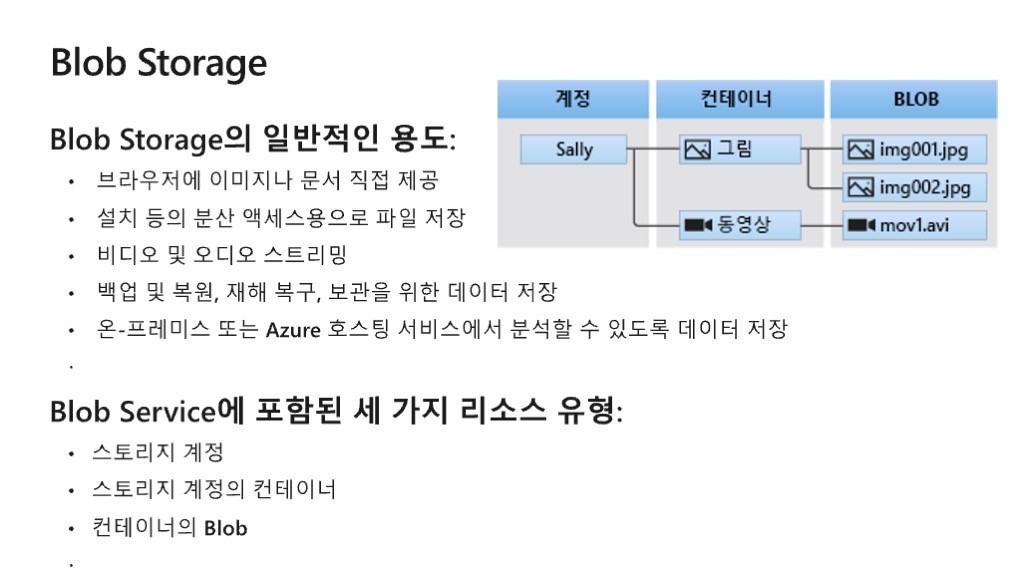 Blob Storage
계정 컨테이너 BLOB
Sally 그림 img001.jpg
img002.jpg
동영상 mov1.avi
Blob Storage의 일반적인 용도:
• 브라우저에 이미지나 문서 직접 제공
• 설치 등의 분산 액세스용으로 파일 저장
• 비디오 및 오디오 스트리밍
• 백업 및 복원, 재해 복구, 보관을 위한 데이터 저장
• 온-프레미스 또는 Azure 호스팅 서비스에서 분석할 수 있도록 데이터 저장
.
Blob Service에 포함된 세 가지 리소스 유형:
• 스토리지 계정
• 스토리지 계정의 컨테이너
• 컨테이너의 Blob
.